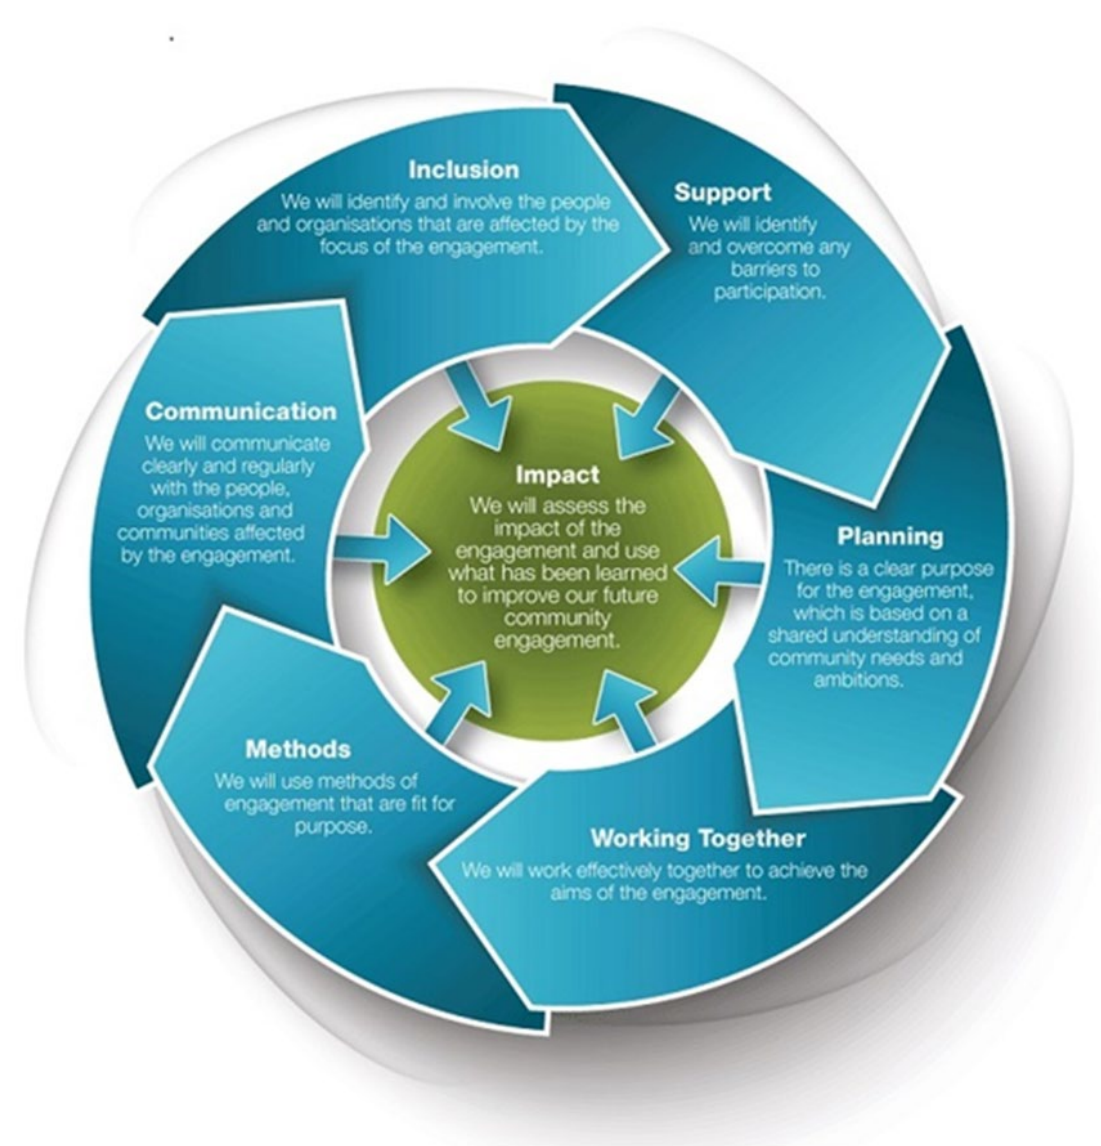 Inclusion
We will identify and involve the people
and organisations that are affected by the
focus of the engagement.
Support
We will identify
and overcome any
barriers to
participation.
Planning
There is a clear purpose
for the engagement,
which is based on a
shared understanding of
community needs and
ambitions.
Working Together
We will work effectively together to achieve the
aims of the engagement.
Methods
We will use methods of
engagement that are fit for
purpose.
Communication
We will communicate
clearly and regularly
with the people,
organisations and
communities affected
by the engagement.
Impact
We will assess the
impact of the
engagement and use
what has been learned
to improve our future
community
engagement.